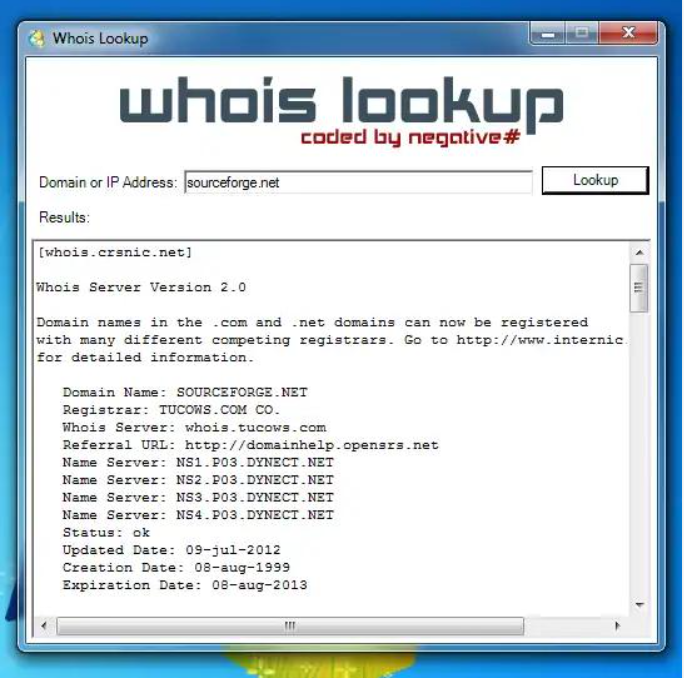 Whois Lookup
whois lookup
coded by negative#
Domain or IP Address: sourceforge.net Lookup
Results:
[whois.crsnic.net]
Whois Server Version 2.0
Domain names in the .com and .net domains can now be registered
with many different competing registrars. Go to http://www.internic.
for detailed information.
Domain Name: SOURCEFORGE.NET
Registrar: TUCOWS.COM CO.
Whois Server: whois.tucows.com
Referral URL: http://domainhelp.opensrs.net
Name Server: NS1.P03.DYNECT.NET
Name Server: NS2.P03.DYNECT.NET
Name Server: NS3.P03.DYNECT.NET
Name Server: NS4.P03.DYNECT.NET
Status: ok
Updated Date: 09-jul-2012
Creation Date: 08-aug-1999
Expiration Date: 08-aug-2013